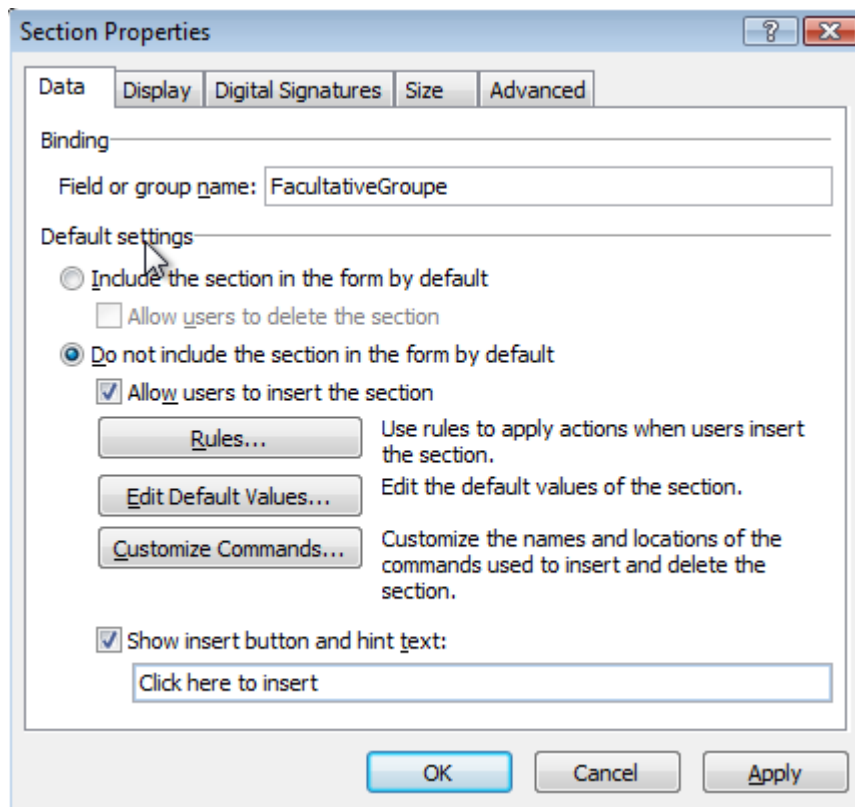 Section Properties
Data Display Digital Signatures Size Advanced
Binding
Field or group name: FacultativeGroupe
Default settings
Include the section in the form by default
Allow users to delete the section
Do not include the section in the form by default
Allow users to insert the section
Rules... Use rules to apply actions when users insert
the section.
Edit Default Values... Edit the default values of the section.
Customize Commands... Customize the names and locations of the
commands used to insert and delete the
section.
Show insert button and hint text:
Click here to insert
OK Cancel Apply